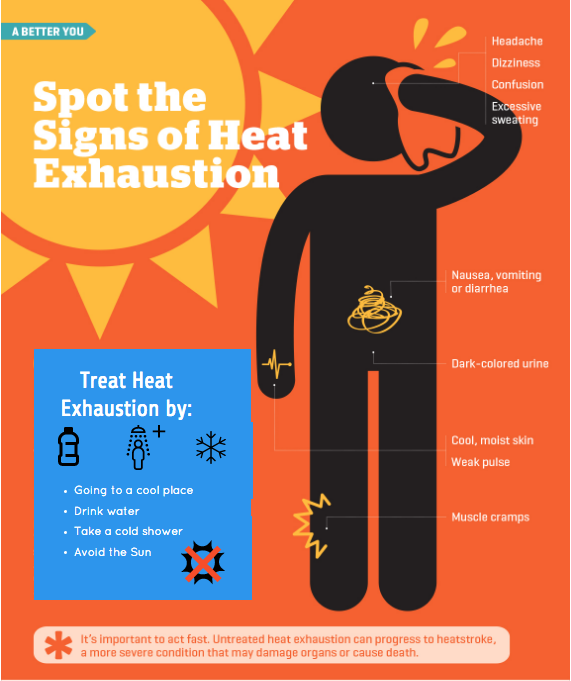 A BETTER YOU
Spot the
Signs of Heat
Exhaustion
Headache
Dizziness
Confusion
Excessive
sweating
Nausea, vomiting
or diarrhea
Dark-colored urine
Cool, moist skin
Weak pulse
Muscle cramps
Treat Heat
Exhaustion by:
• Going to a cool place
• Drink water
• Take a cold shower
• Avoid the Sun
It's important to act fast. Untreated heat exhaustion can progress to heatstroke,
a more severe condition that may damage organs or cause death.